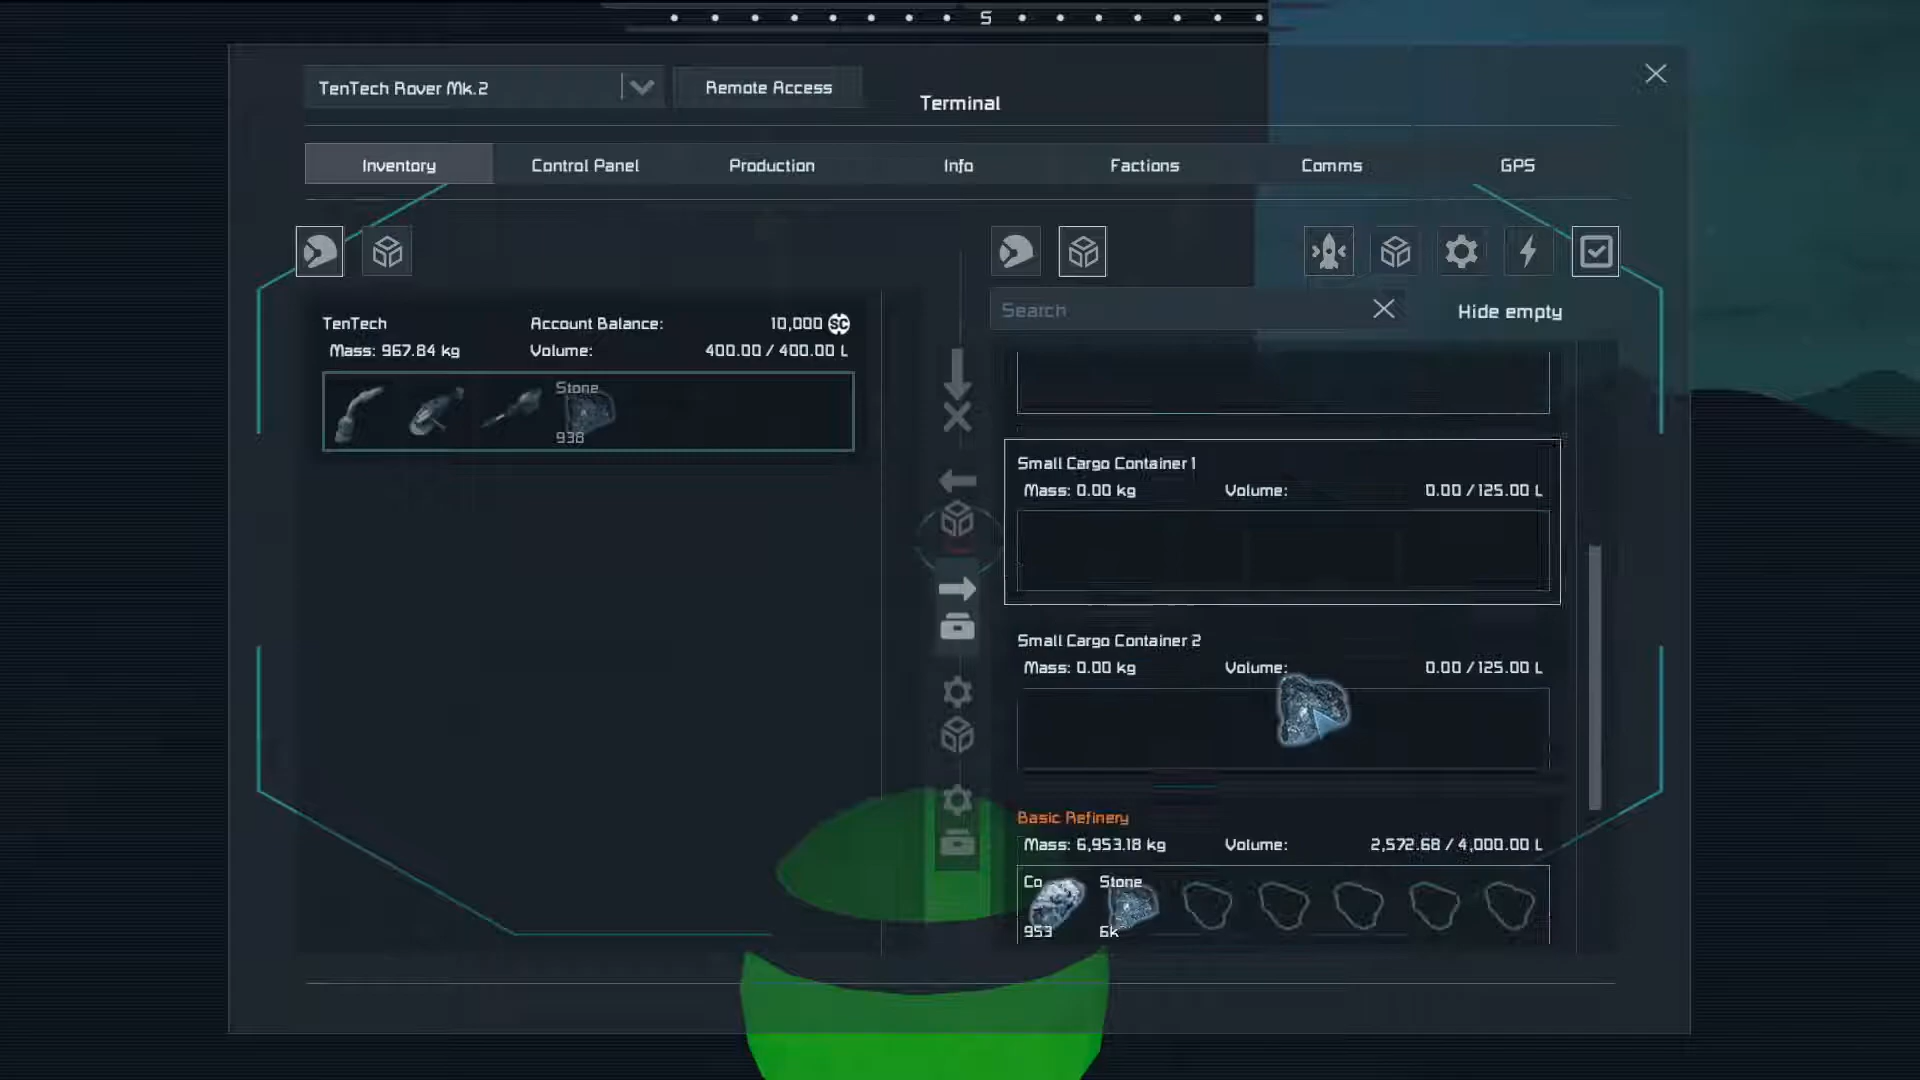 S
TenTech Rover Mk.2
Remote Access
Terminal
Inventory
Control Panel
Production
Info
Factions
Comms
GPS
Search
Hide empty
TenTech
Account Balance:
10,000 SC
Mass: 967.84 kg
Volume:
400.00 / 400.00 L
Stone
938
Small Cargo Container 1
Mass: 0.00 kg
Volume:
0.00 / 125.00 L
Small Cargo Container 2
Mass: 0.00 kg
Volume:
0.00 / 125.00 L
Basic Refinery
Mass: 6,953.18 kg
Volume:
2,572.68 / 4,000.00 L
Co
Stone
953
6k